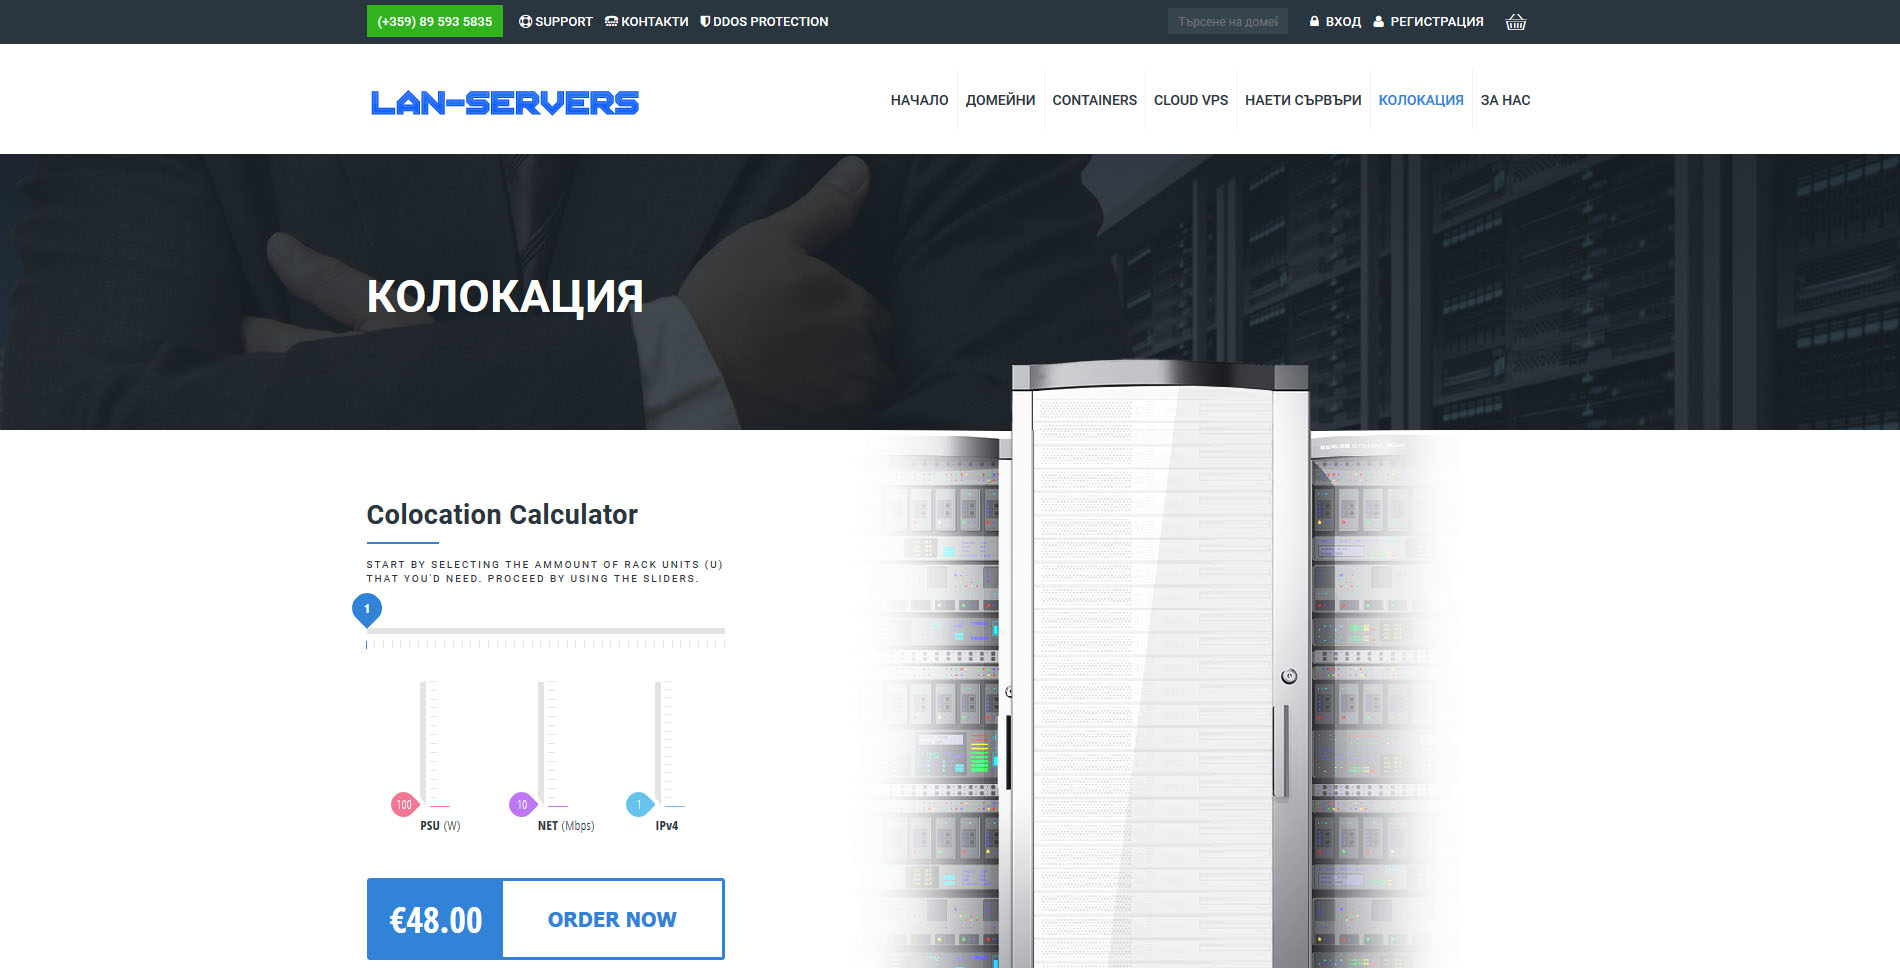 (+359) 89 593 5835 SUPPORT КОНТАКТИ DDOS PROTECTION Търсене на домей ВХОД РЕГИСТРАЦИЯ
LAN-SERVERS
НАЧАЛО ДОМЕЙНИ CONTAINERS CLOUD VPS НАЕТИ СЪРВЪРИ КОЛОКАЦИЯ ЗА НАС
КОЛОКАЦИЯ
Colocation Calculator
START BY SELECTING THE AMMOUNT OF RACK UNITS (U)
THAT YOU'D NEED. PROCEED BY USING THE SLIDERS.
1
100 10 1
PSU (W) NET (Mbps) IPv4
€48.00 ORDER NOW